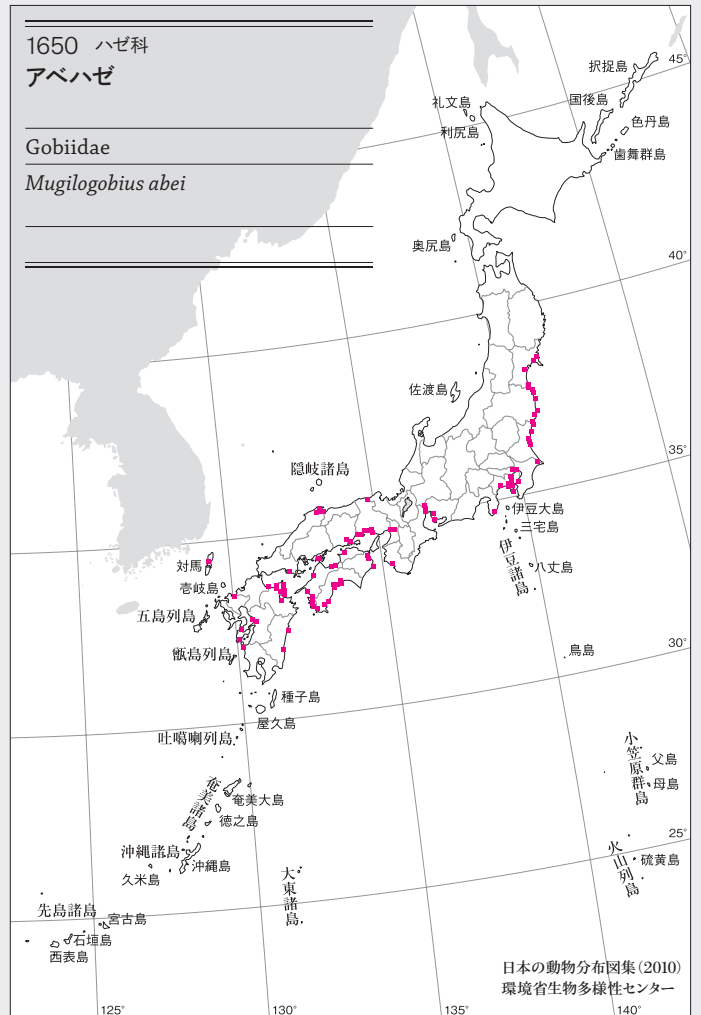 1650 ハゼ科
アベハゼ
Gobiidae
Mugilogobius abei
択捉島
45°
国後島
礼文島
色丹島
利尻島
歯舞群島
奥尻島
40°
佐渡島
35°
隠岐諸島
伊豆大島
三宅島
伊豆諸島
八丈島
対馬
壱岐島
五島列島
甑島列島
鳥島
30°
種子島
屋久島
吐噶喇列島
小笠原群島
父島
母島
奄美諸島
奄美大島
徳之島
25°
沖縄諸島
沖縄島
久米島
火山列島
硫黄島
大東諸島
先島諸島
宮古島
石垣島
西表島
日本の動物分布図集(2010)
環境省生物多様性センター
125°
130°
135°
140°